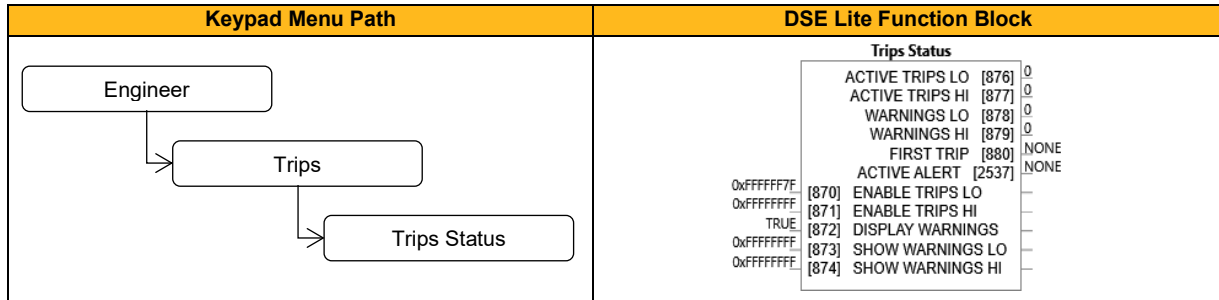 Keypad Menu Path
DSE Lite Function Block
Engineer
Trips
Trips Status
Trips Status
ACTIVE TRIPS LO [876] 0
ACTIVE TRIPS HI [877] 0
WARNINGS LO [878] 0
WARNINGS HI [879] 0
FIRST TRIP [880] NONE
ACTIVE ALERT [2537] NONE
0xFFFFFF7F [870] ENABLE TRIPS LO
0xFFFFFFFF [871] ENABLE TRIPS HI
TRUE [872] DISPLAY WARNINGS
0xFFFFFFFF [873] SHOW WARNINGS LO
0xFFFFFFFF [874] SHOW WARNINGS HI